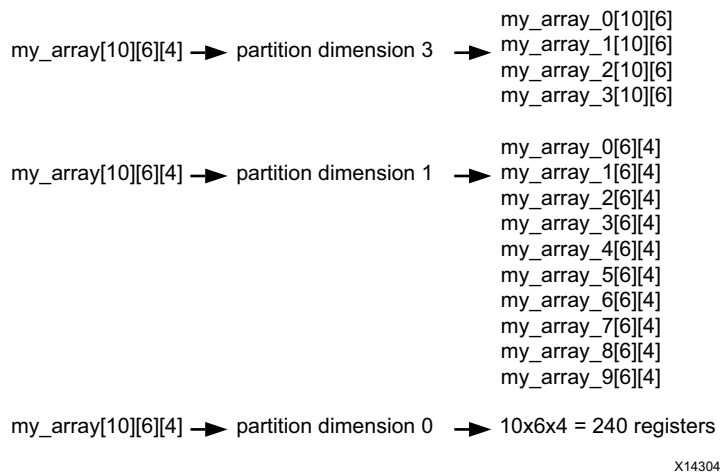 my_array_0[10][6]
my_array_1[10][6]
my_array[10][6][4] partition dimension 3
my_array_2[10][6]
my_array_3[10][6]
my_array_0[6][4]
my_array[10][6][4] partition dimension 1
my_array_1[6][4]
my_array_2[6][4]
my_array_3[6][4]
my_array_4[6][4]
my_array_5[6][4]
my_array_6[6][4]
my_array_7[6][4]
my_array_8[6][4]
my_array_9[6][4]
my_array[10][6][4] partition dimension 0 10x6x4 = 240 registers
X14304